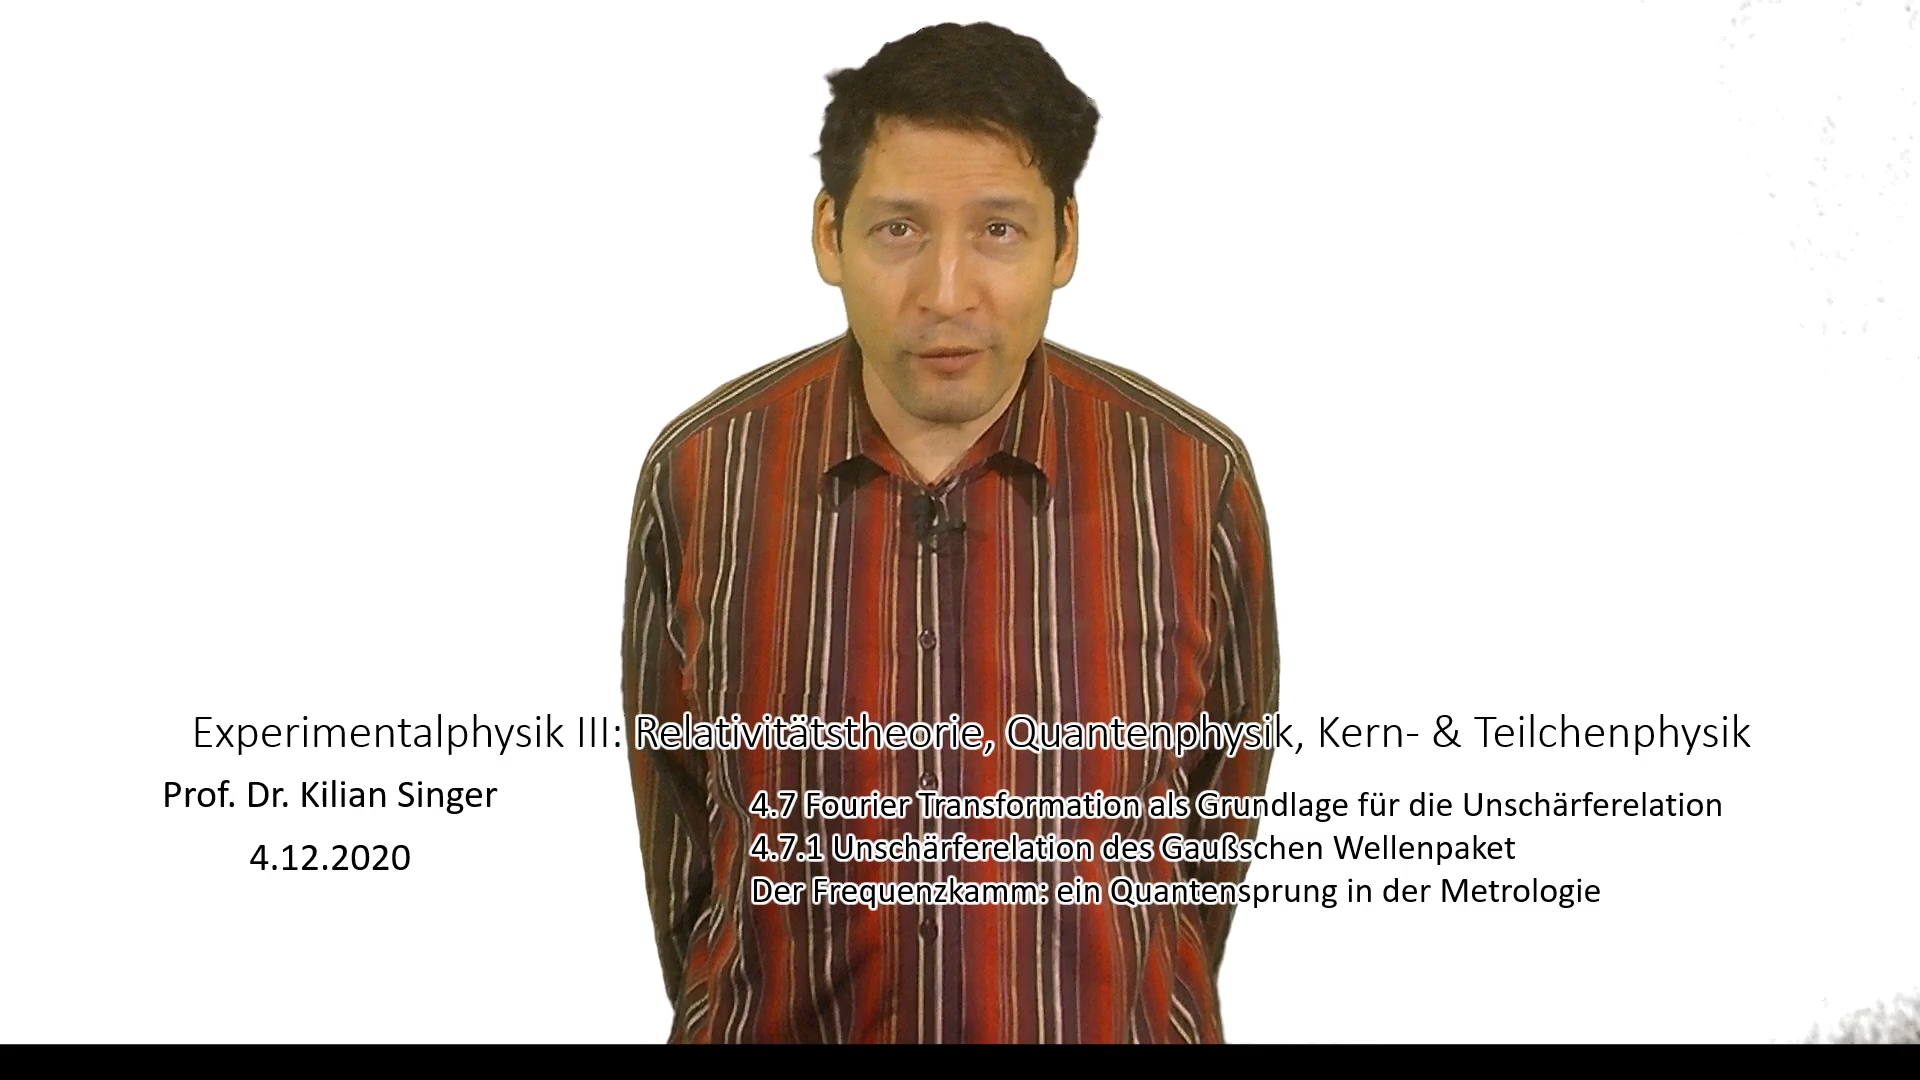 Experimentalphysik III: Relativitätstheorie, Quantenphysik, Kern- & Teilchenphysik
Prof. Dr. Kilian Singer
4.12.2020
4.7 Fourier Transformation als Grundlage für die Unschärferelation
4.7.1 Unschärferelation des Gaußschen Wellenpaket
Der Frequenzkamm: ein Quantensprung in der Metrologie